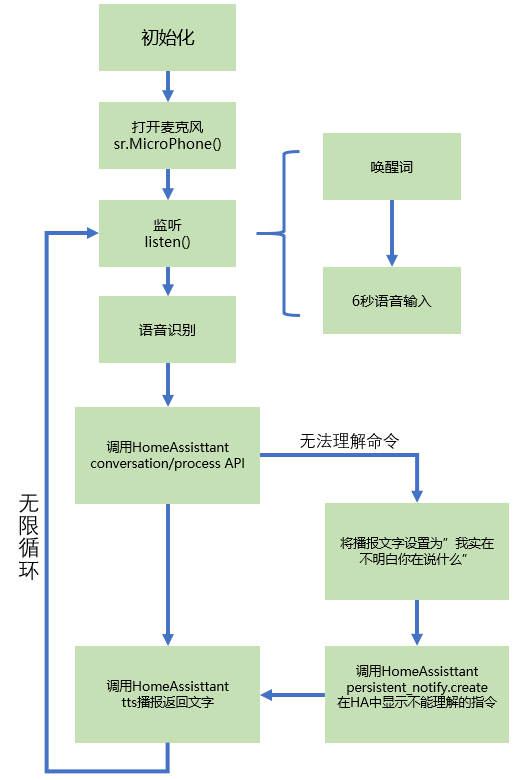 初始化
打开麦克风
sr.MicroPhone()
监听
listen()
唤醒词
6秒语音输入
语音识别
调用HomeAssisttant
conversation/process API
无法理解命令
将播报文字设置为”我实在
不明白你在说什么”
调用HomeAssisttant
persistent_notify.create
在HA中显示不能理解的指令
调用HomeAssisttant
tts播报返回文字
无限循环